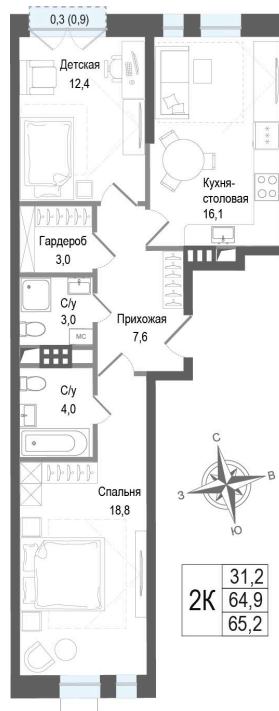 0,3 (0,9)
Детская
12,4
Кухня-
столовая
16,1
Гардероб
3,0
С/у
3,0
МС
Прихожая
7,6
С/у
4,0
Спальня
18,8
С
В
З
Ю
2К
31,2
64,9
65,2